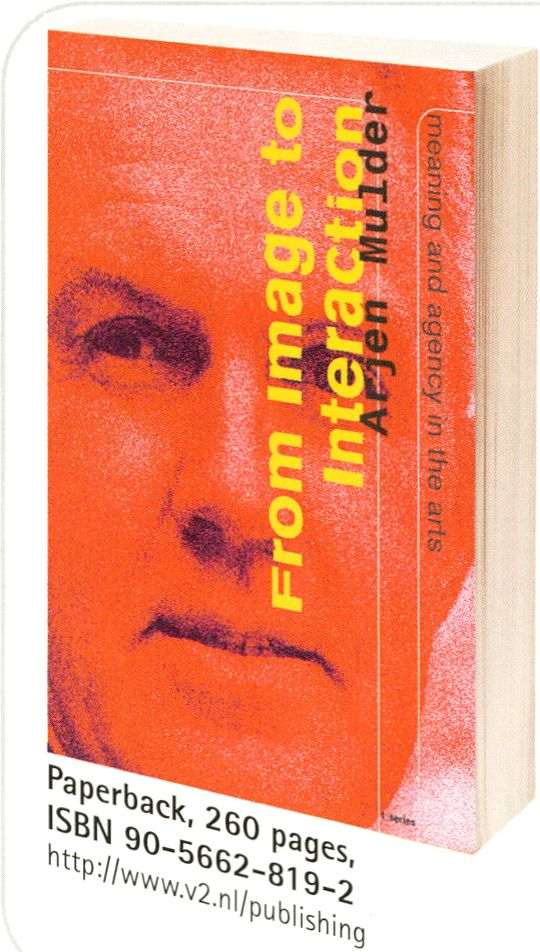 From Image to
Interaction
Arjen Mulder
meaning and agency in the arts
series
Paperback, 260 pages,
ISBN 90-5662-819-2
http://www.v2.nl/publishing